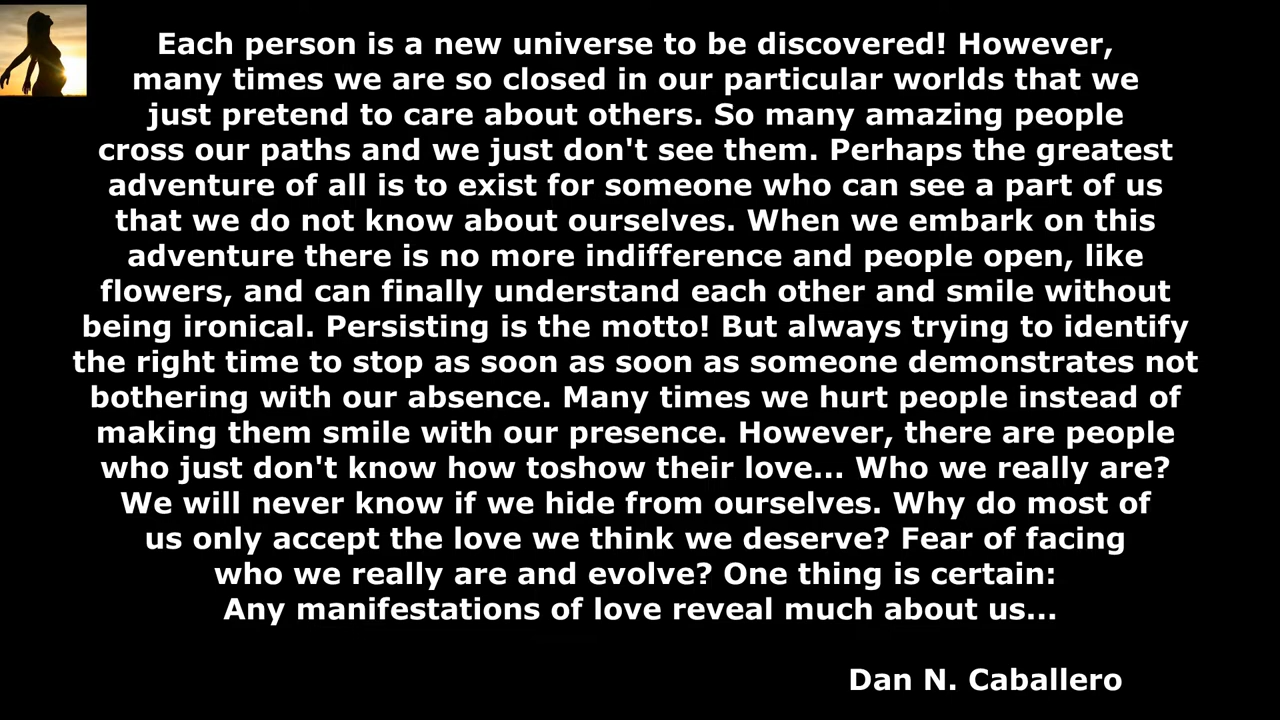 Each person is a new universe to be discovered! However,
many times we are so closed in our particular worlds that we
just pretend to care about others. So many amazing people
cross our paths and we just don't see them. Perhaps the greatest
adventure of all is to exist for someone who can see a part of us
that we do not know about ourselves. When we embark on this
adventure there is no more indifference and people open, like
flowers, and can finally understand each other and smile without
being ironical. Persisting is the motto! But always trying to identify
the right time to stop as soon as soon as someone demonstrates not
bothering with our absence. Many times we hurt people instead of
making them smile with our presence. However, there are people
who just don't know how toshow their love... Who we really are?
We will never know if we hide from ourselves. Why do most of
us only accept the love we think we deserve? Fear of facing
who we really are and evolve? One thing is certain:
Any manifestations of love reveal much about us...
Dan N. Caballero